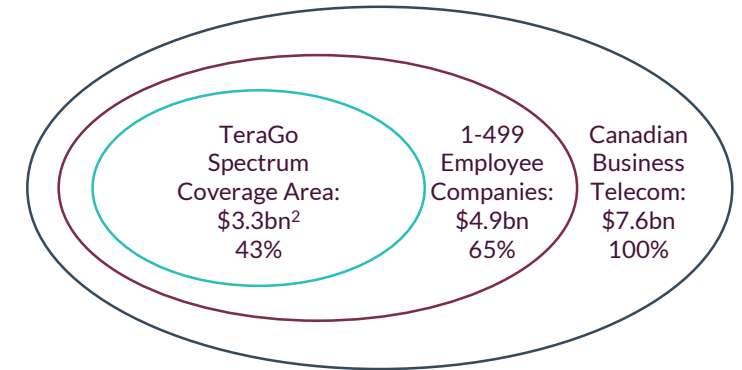 TeraGo
Spectrum
Coverage Area:
$3.3bn²
43%
1-499
Employee
Companies:
$4.9bn
65%
Canadian
Business
Telecom:
$7.6bn
100%